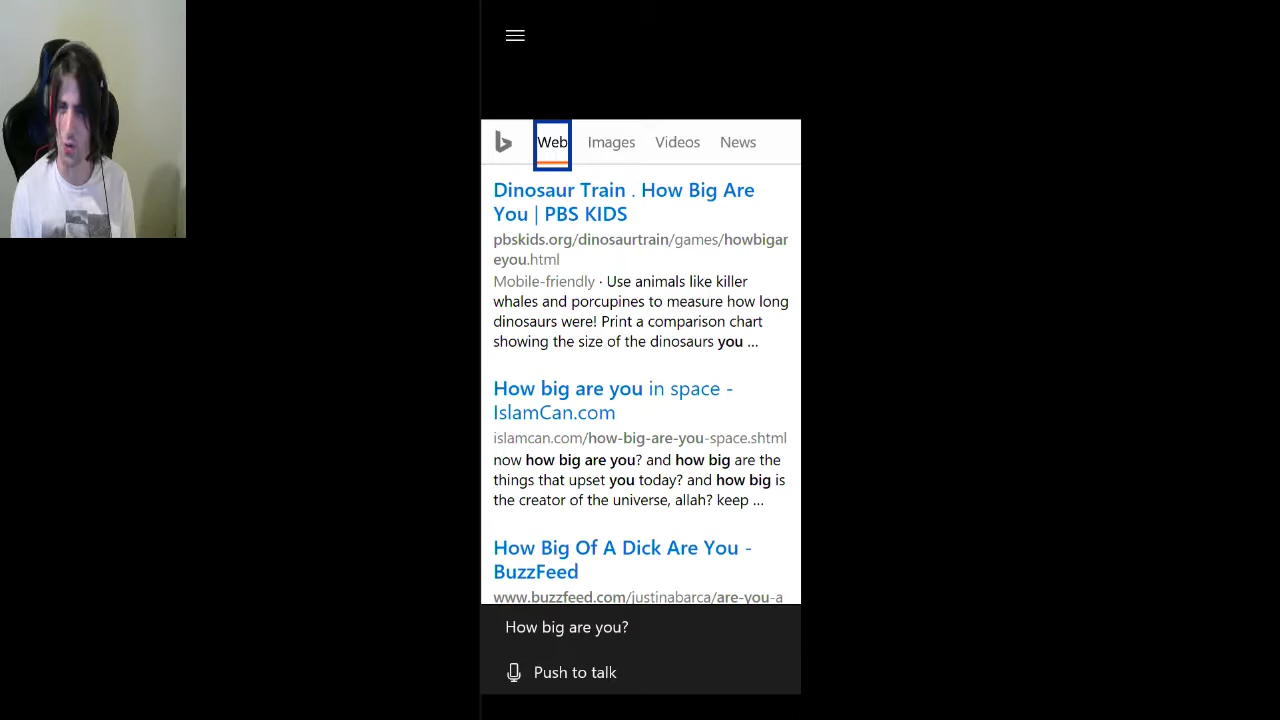 Web Images Videos News
Dinosaur Train . How Big Are
You | PBS KIDS
pbskids.org/dinosaurtrain/games/howbigar
eyou.html
Mobile-friendly · Use animals like killer
whales and porcupines to measure how long
dinosaurs were! Print a comparison chart
showing the size of the dinosaurs you ...
How big are you in space -
IslamCan.com
islamcan.com/how-big-are-you-space.shtml
now how big are you? and how big are the
things that upset you today? and how big is
the creator of the universe, allah? keep ...
How Big Of A Dick Are You -
BuzzFeed
www.buzzfeed.com/justinabarca/are-you-a
How big are you?
Push to talk